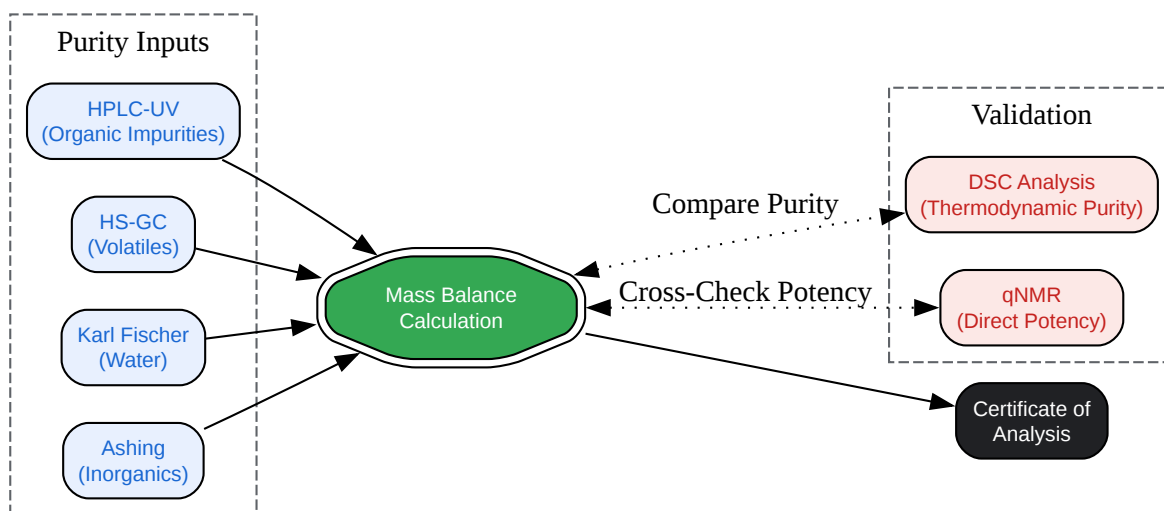 Purity Inputs
HPLC-UV
(Organic Impurities)
HS-GC
(Volatiles)
Karl Fischer
(Water)
Ashing
(Inorganics)
Mass Balance
Calculation
Compare Purity
Cross-Check Potency
Validation
DSC Analysis
(Thermodynamic Purity)
qNMR
(Direct Potency)
Certificate of
Analysis